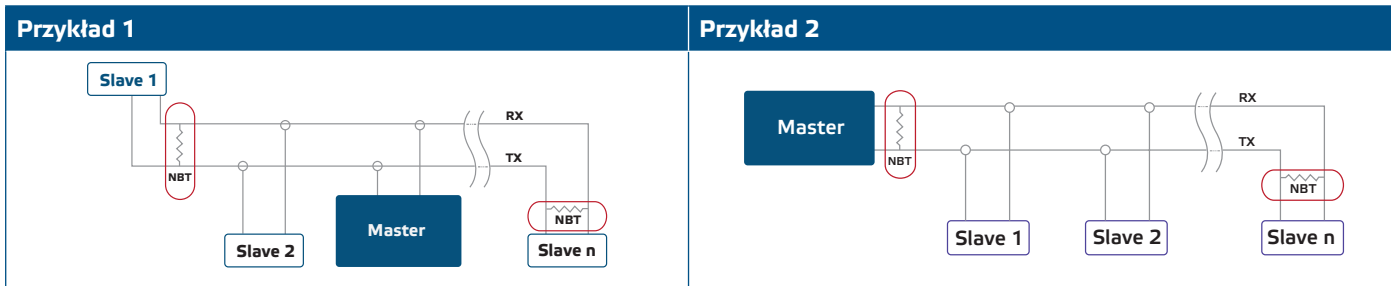 Przykład 1
Slave 1
RX
TX
NBT
NBT
Slave 2
Master
Slave n
Przykład 2
Master
RX
TX
NBT
NBT
Slave 1
Slave 2
Slave n